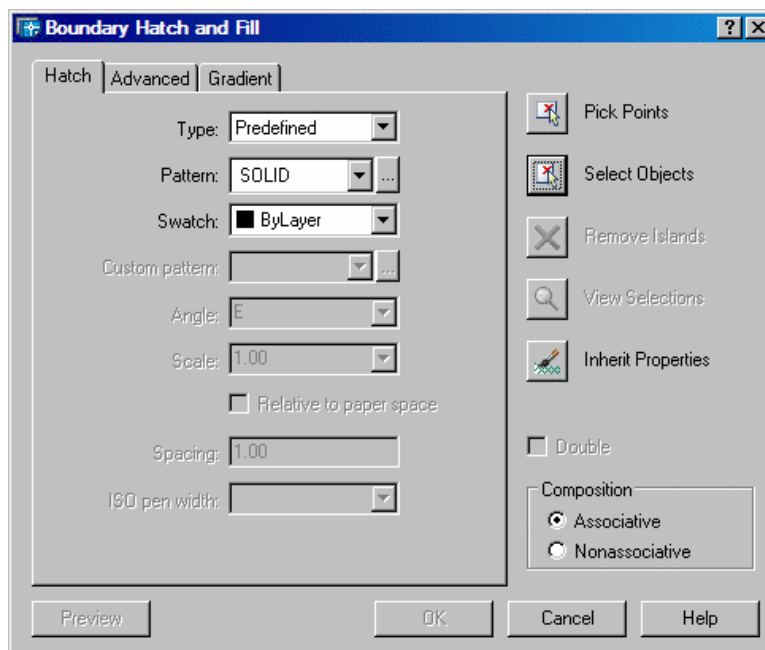 Boundary Hatch and Fill
Hatch Advanced Gradient
Type: Predefined
Pattern: SOLID ...
Swatch: ByLayer
Custom pattern: ...
Angle: E
Scale: 1.00
Relative to paper space
Spacing: 1.00
ISO pen width:
Pick Points
Select Objects
Remove Islands
View Selections
Inherit Properties
Double
Composition
Associative
Nonassociative
Preview OK Cancel Help